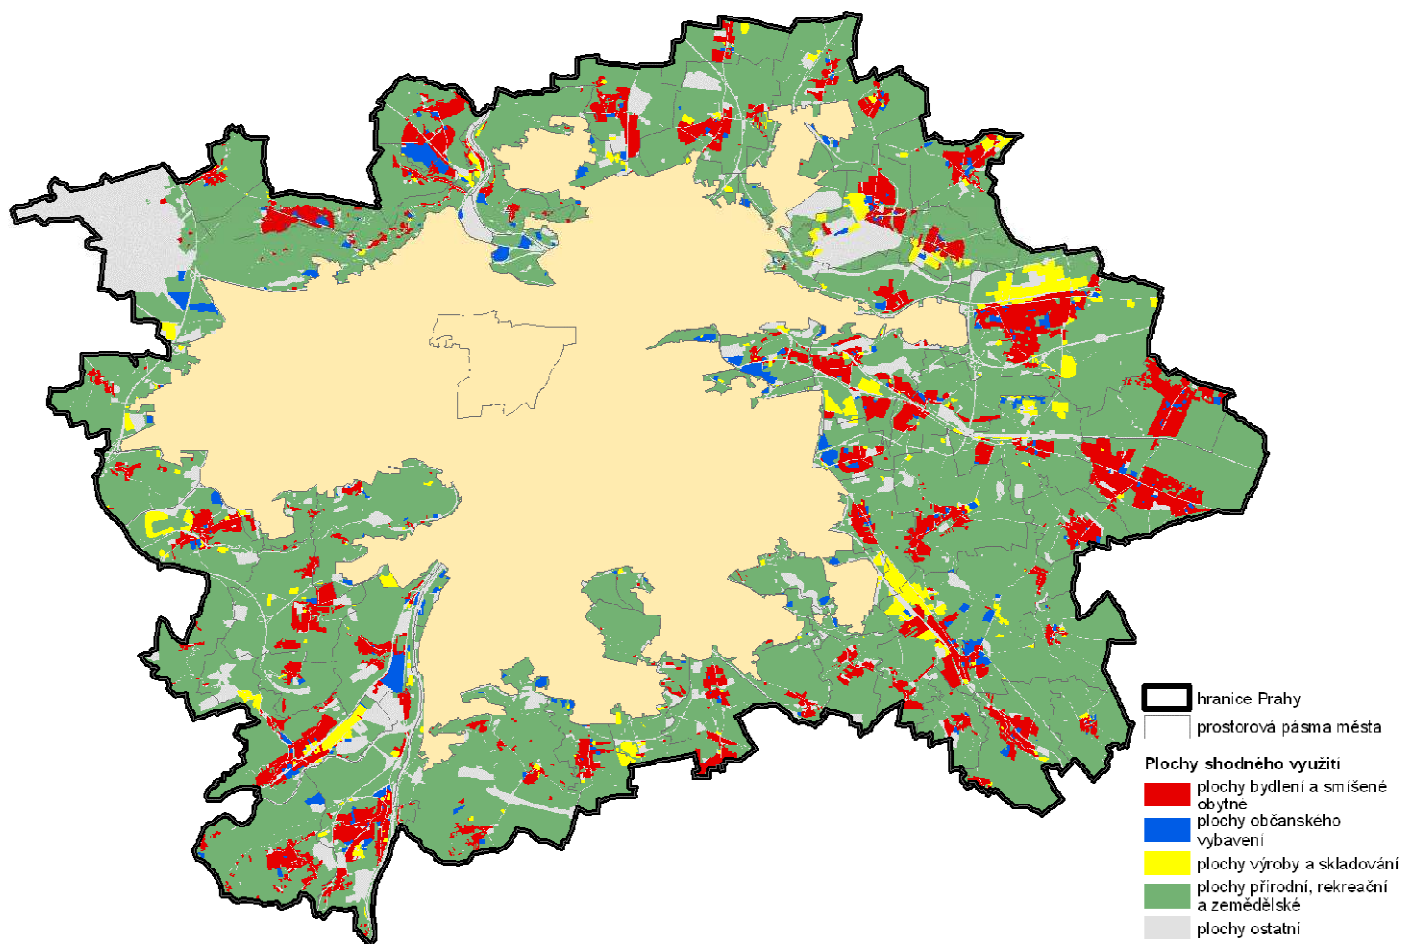 hranice Prahy
prostorová pásma města
Plochy shodného využití
plochy bydlení a smíšené
obytné
plochy občanského
vybavení
plochy výroby a skladování
plochy přírodní, rekreační
a zemědělské
plochy ostatní